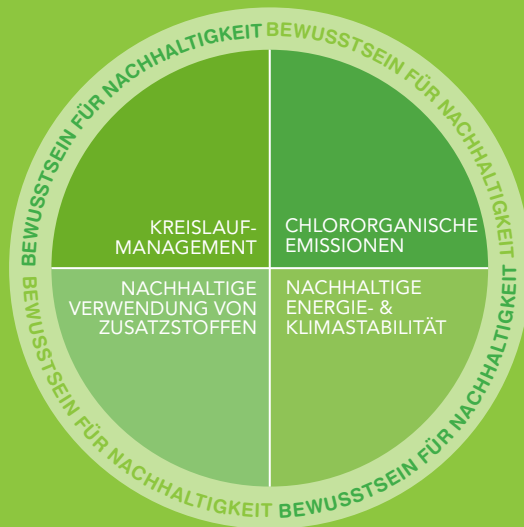 BEWUSSTSEIN FÜR NACHHALTIGKEIT
BEWUSSTSEIN FÜR NACHHALTIGKEIT
KREISLAUF-
MANAGEMENT
CHLORORGANISCHE
EMISSIONEN
NACHHALTIGE
VERWENDUNG VON
ZUSATZSTOFFEN
NACHHALTIGE
ENERGIE- &
KLIMASTABILITÄT
BEWUSSTSEIN FÜR NACHHALTIGKEIT
BEWUSSTSEIN FÜR NACHHALTIGKEIT